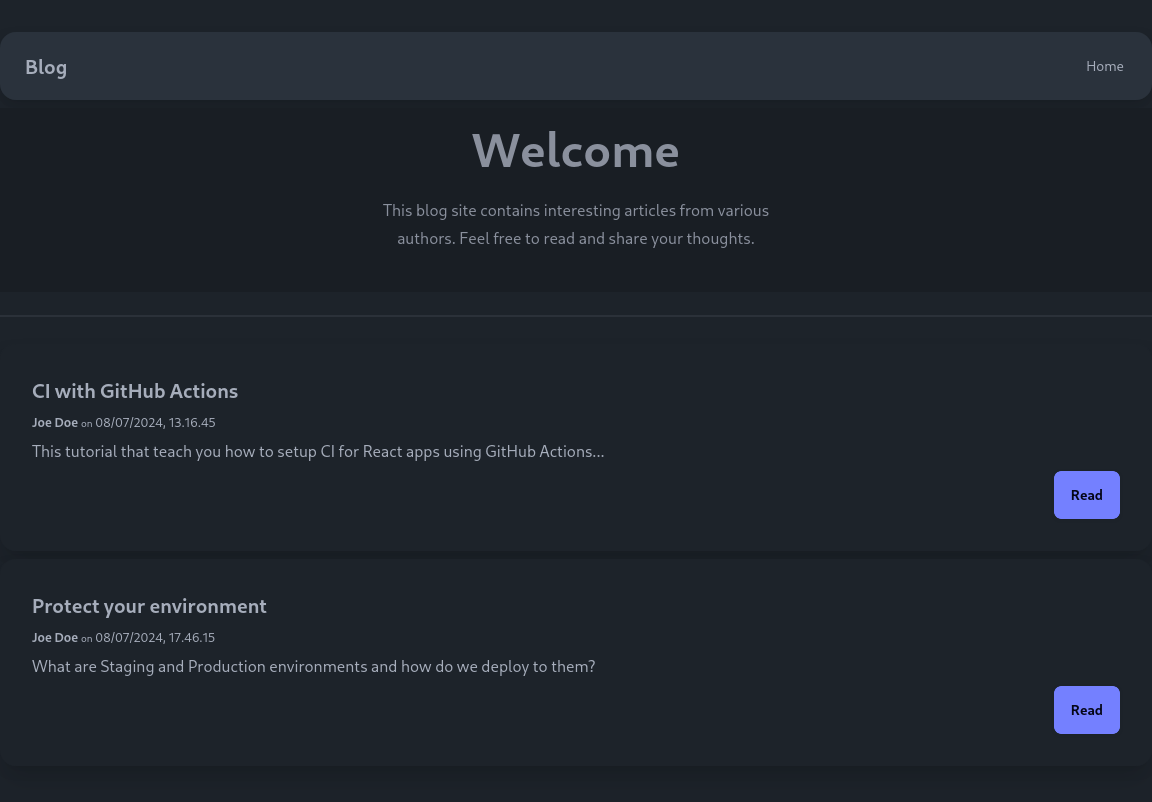 Blog
Home
Welcome
This blog site contains interesting articles from various
authors. Feel free to read and share your thoughts.
CI with GitHub Actions
Joe Doe on 08/07/2024, 13.16.45
This tutorial that teach you how to setup CI for React apps using GitHub Actions...
Read
Protect your environment
Joe Doe on 08/07/2024, 17.46.15
What are Staging and Production environments and how do we deploy to them?
Read